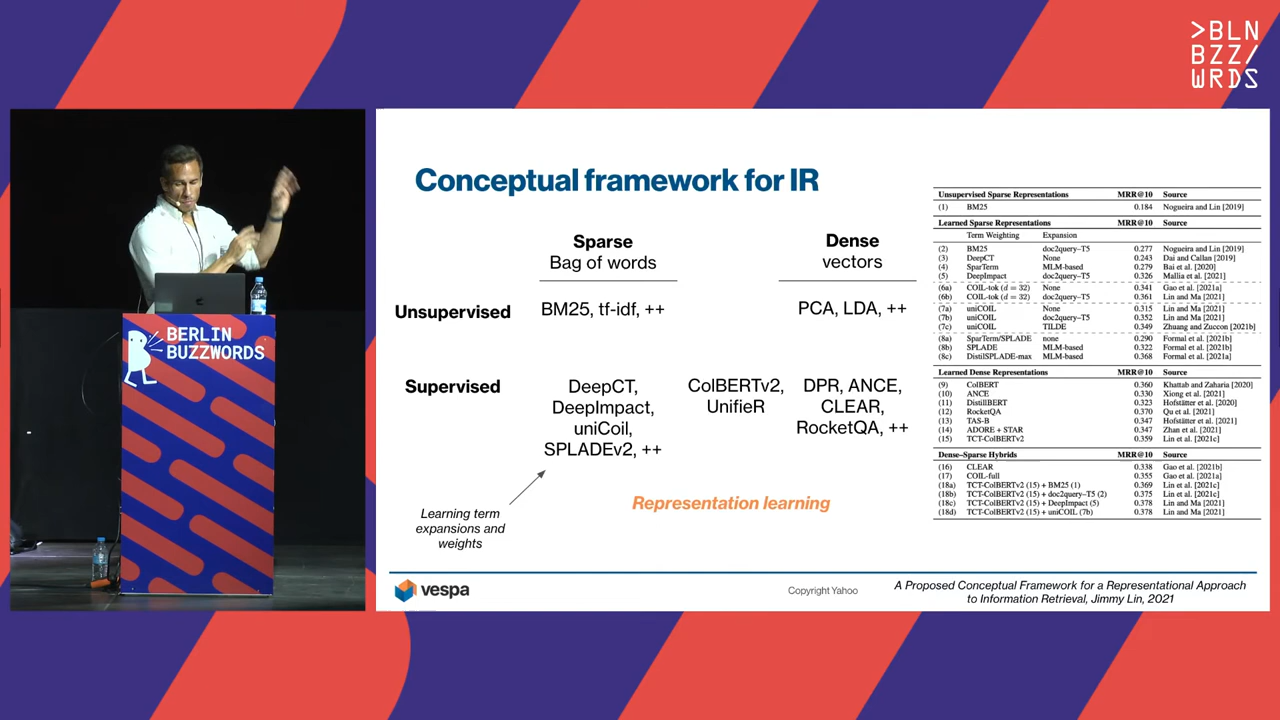 >BLN
BZZ/
WRDS
BERLIN
BUZZWORDS
Conceptual framework for IR
Sparse
Bag of words
Dense
vectors
Unsupervised
BM25, tf-idf, ++
PCA, LDA, ++
Supervised
DeepCT,
DeepImpact,
uniCoil,
SPLADEv2, ++
ColBERTv2,
UnifieR
DPR, ANCE,
CLEAR,
RocketQA, ++
Learning term
expansions and
weights
Representation learning
Unsupervised Sparse Representations MRR@10 Source
(1) BM25 0.184 Nogueira and Lin [2019]
Learned Sparse Representations MRR@10 Source
Term Weighting Expansion
(2) BM25 doc2query–T5 0.277 Nogueira and Lin [2019]
(3) DeepCT None 0.243 Dai and Callan [2019]
(4) SparTerm MLM-based 0.279 Bai et al. [2020]
(5) DeepImpact doc2query–T5 0.326 Mallia et al. [2021]
(6a) COIL-tok (d = 32) None 0.341 Gao et al. [2021a]
(6b) COIL-tok (d = 32) doc2query–T5 0.361 Lin and Ma [2021]
(7a) uniCOIL None 0.315 Lin and Ma [2021]
(7b) uniCOIL doc2query–T5 0.352 Lin and Ma [2021]
(7c) uniCOIL TILDE 0.349 Zhuang and Zuccon [2021b]
(8a) SparTerm/SPLADE none 0.290 Formal et al. [2021b]
(8b) SPLADE MLM-based 0.322 Formal et al. [2021b]
(8c) DistilSPLADE-max MLM-based 0.368 Formal et al. [2021a]
Learned Dense Representations MRR@10 Source
(9) ColBERT 0.360 Khattab and Zaharia [2020]
(10) ANCE 0.330 Xiong et al. [2021]
(11) DistillBERT 0.323 Hofstätter et al. [2020]
(12) RocketQA 0.370 Qu et al. [2021]
(13) TAS-B 0.347 Hofstätter et al. [2021]
(14) ADORE + STAR 0.347 Zhan et al. [2021]
(15) TCT-ColBERTv2 0.359 Lin et al. [2021c]
Dense–Sparse Hybrids MRR@10 Source
(16) CLEAR 0.338 Gao et al. [2021b]
(17) COIL-full 0.355 Gao et al. [2021a]
(18a) TCT-ColBERTv2 (15) + BM25 (1) 0.369 Lin et al. [2021c]
(18b) TCT-ColBERTv2 (15) + doc2query–T5 (2) 0.375 Lin et al. [2021c]
(18c) TCT-ColBERTv2 (15) + DeepImpact (5) 0.378 Lin and Ma [2021]
(18d) TCT-ColBERTv2 (15) + uniCOIL (7b) 0.378 Lin and Ma [2021]
vespa
Copyright Yahoo
A Proposed Conceptual Framework for a Representational Approach
to Information Retrieval, Jimmy Lin, 2021